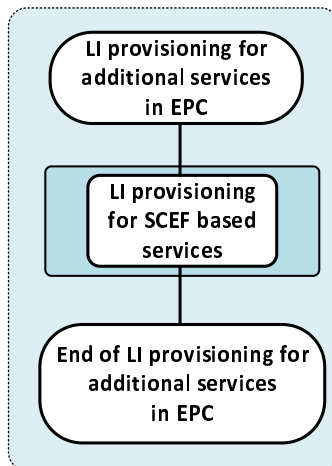 LI provisioning for
additional services
in EPC
LI provisioning
for SCEF based
services
End of LI provisioning for
additional services
in EPC